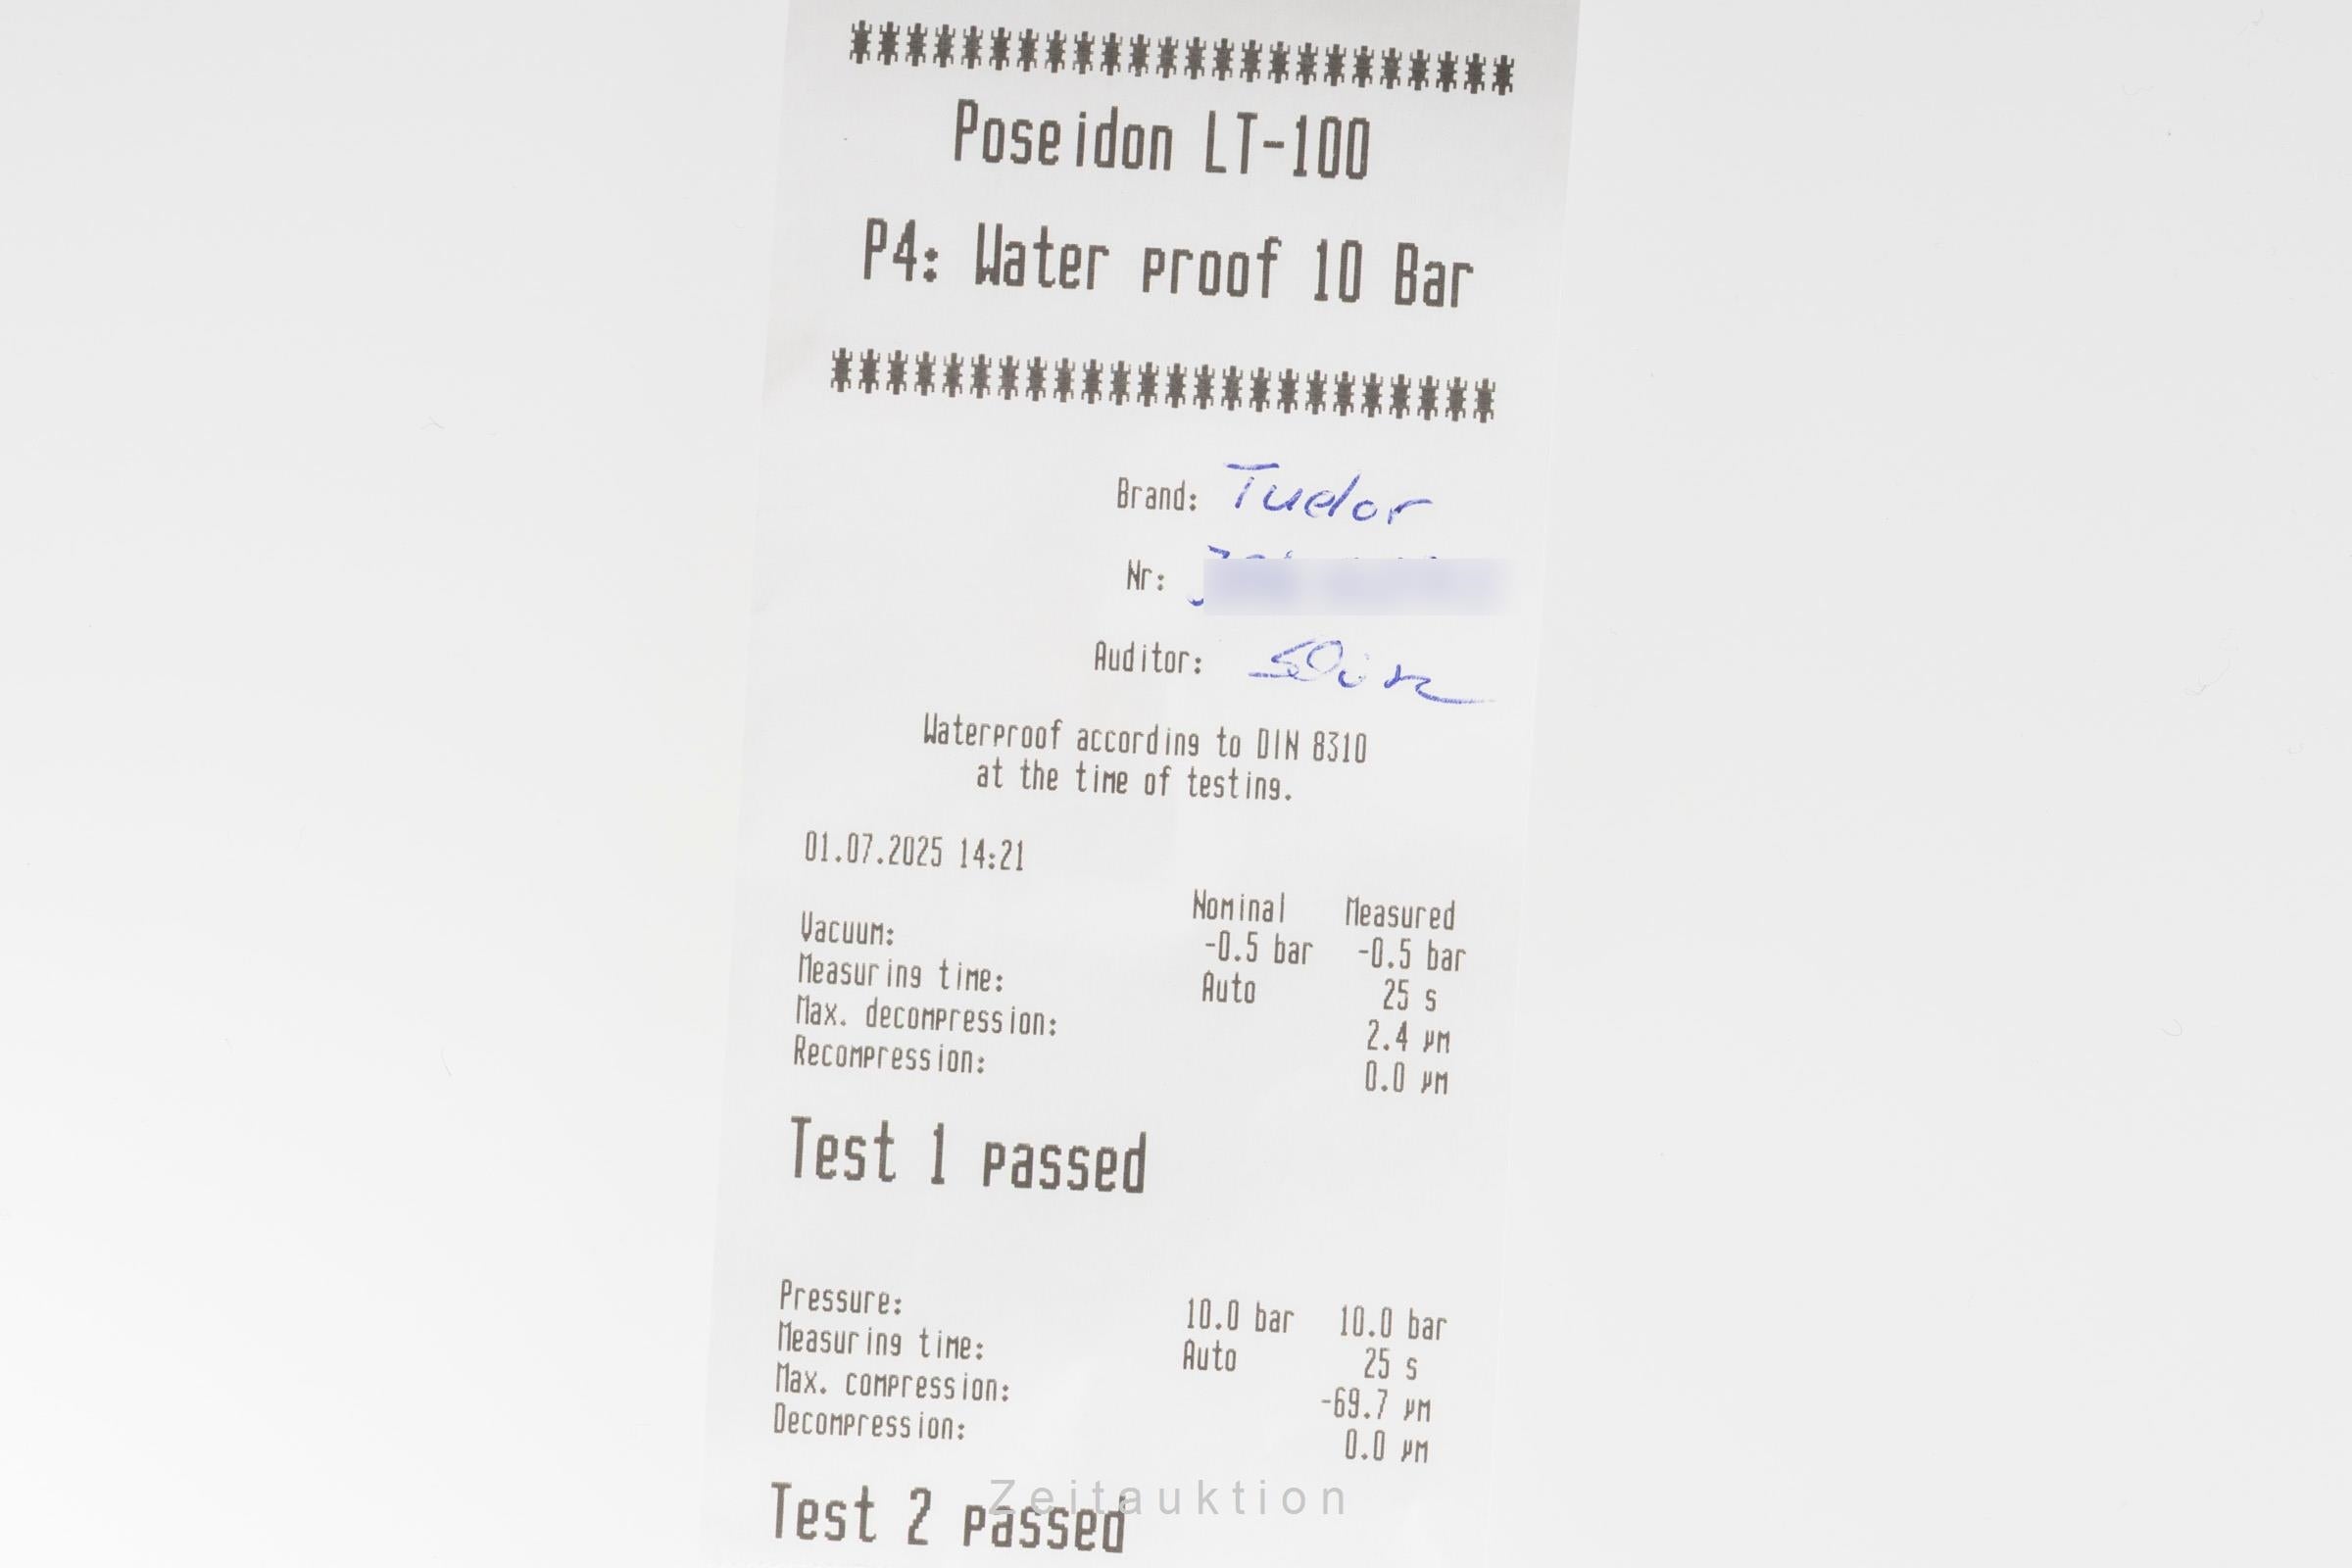 ************************
Poseidon LT-100
P4: Water proof 10 Bar
************************
Brand: Tudor
Nr:
Auditor:
Waterproof according to DIN 8310
at the time of testing.
01.07.2025 14:21
Nominal Measured
Vacuum: -0.5 bar -0.5 bar
Measuring time: Auto 25 s
Max. decompression: 2.4 µm
Recompression: 0.0 µm
Test 1 passed
Pressure: 10.0 bar 10.0 bar
Measuring time: Auto 25 s
Max. compression: -69.7 µm
Decompression: 0.0 µm
Test 2 passed
Zeitauktion